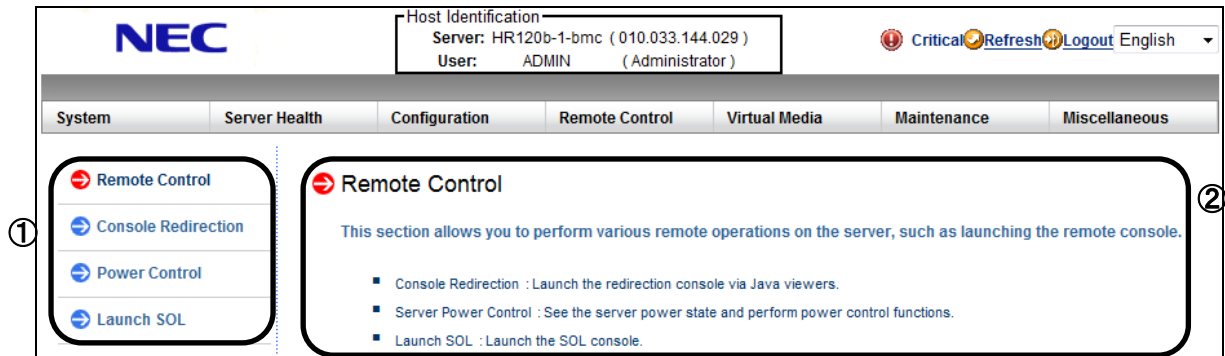 NEC
Host Identification
Server: HR120b-1-bmc ( 010.033.144.029 )
User: ADMIN ( Administrator )
Critical Refresh Logout English
System Server Health Configuration Remote Control Virtual Media Maintenance Miscellaneous
①
Remote Control
Console Redirection
Power Control
Launch SOL
②
Remote Control
This section allows you to perform various remote operations on the server, such as launching the remote console.
Console Redirection : Launch the redirection console via Java viewers.
Server Power Control : See the server power state and perform power control functions.
Launch SOL : Launch the SOL console.